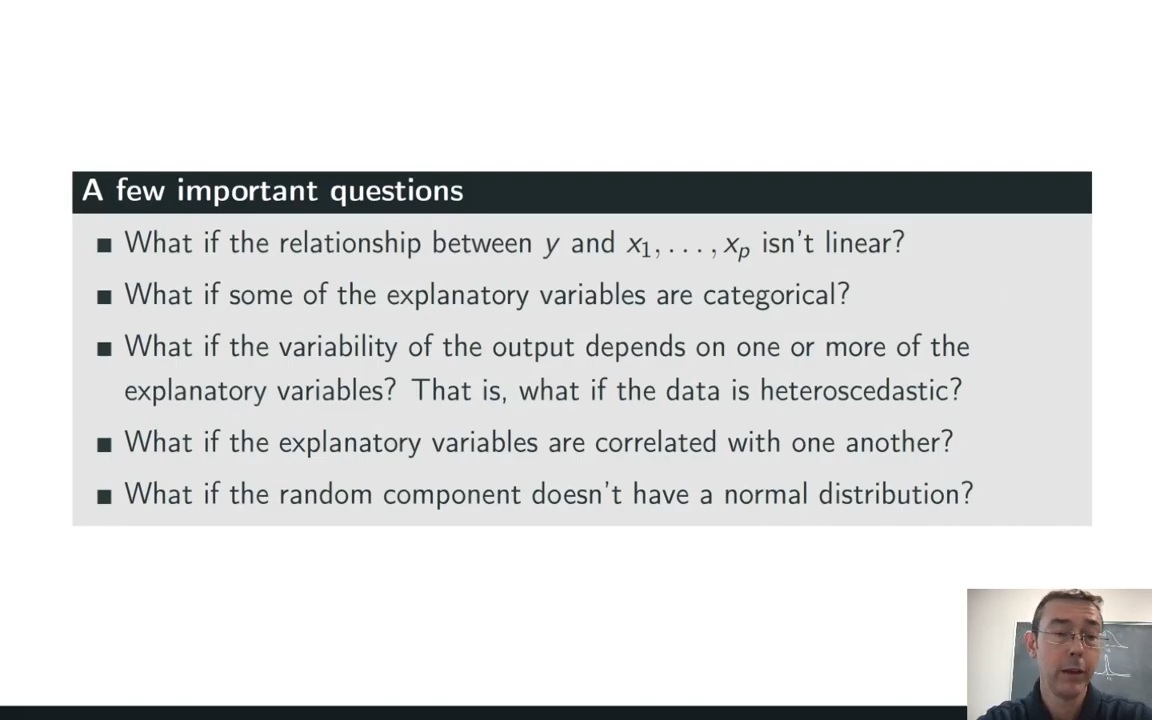 A few important questions
■ What if the relationship between y and x₁, . . . , xₚ isn't linear?
■ What if some of the explanatory variables are categorical?
■ What if the variability of the output depends on one or more of the
explanatory variables? That is, what if the data is heteroscedastic?
■ What if the explanatory variables are correlated with one another?
■ What if the random component doesn't have a normal distribution?